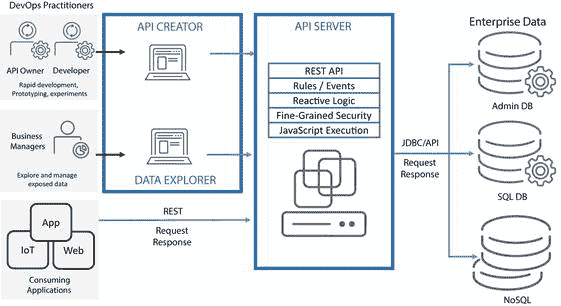 DevOps Practitioners
API Owner
Developer
Rapid development,
Prototyping, experiments
Business
Managers
Explore and manage
exposed data
App
IoT
Web
Consuming
Applications
API CREATOR
DATA EXPLORER
REST
Request
Response
API SERVER
REST API
Rules / Events
Reactive Logic
Fine-Grained Security
JavaScript Execution
JDBC/API
Request
Response
Enterprise Data
Admin DB
SQL DB
NoSQL